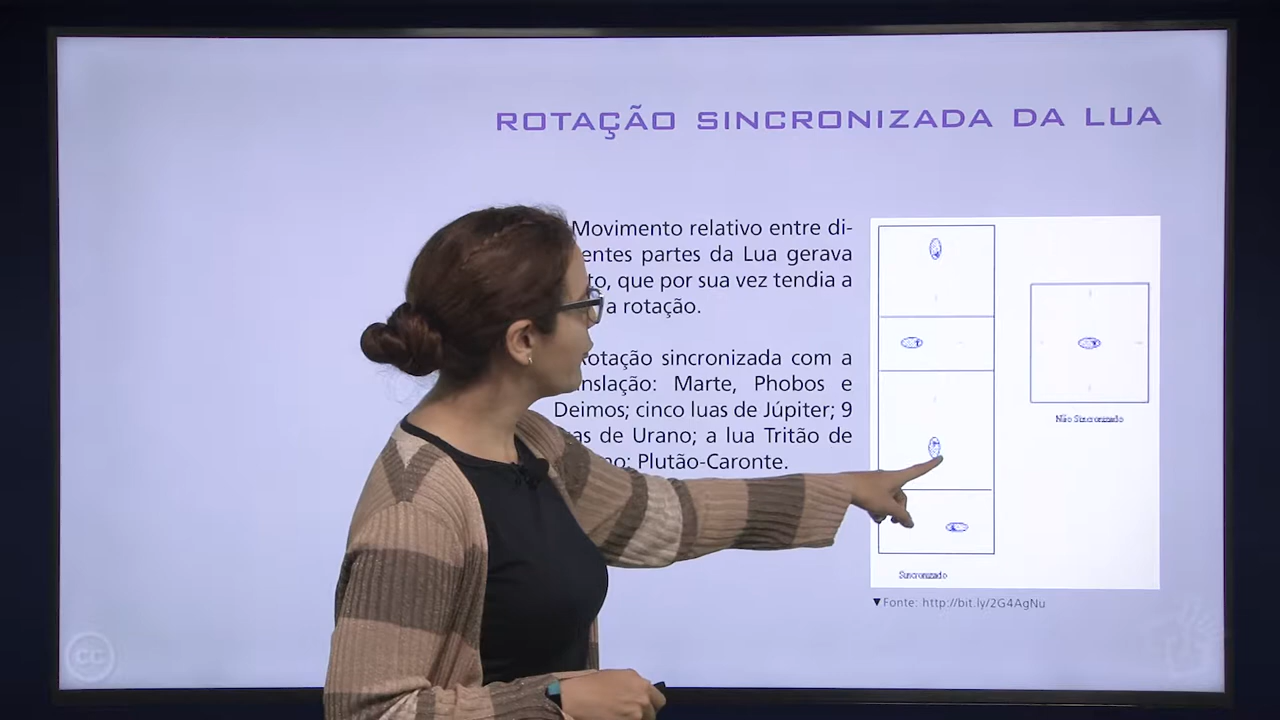 ROTAÇÃO SINCRONIZADA DA LUA
Movimento relativo entre di-
entes partes da Lua gerava
to, que por sua vez tendia a
a rotação.
otação sincronizada com a
nslação: Marte, Phobos e
Deimos; cinco luas de Júpiter; 9
as de Urano; a lua Tritão de
no; Plutão-Caronte.
Não Sincronizado
Sincronizado
▼Fonte: http://bit.ly/2G4AgNu
cc